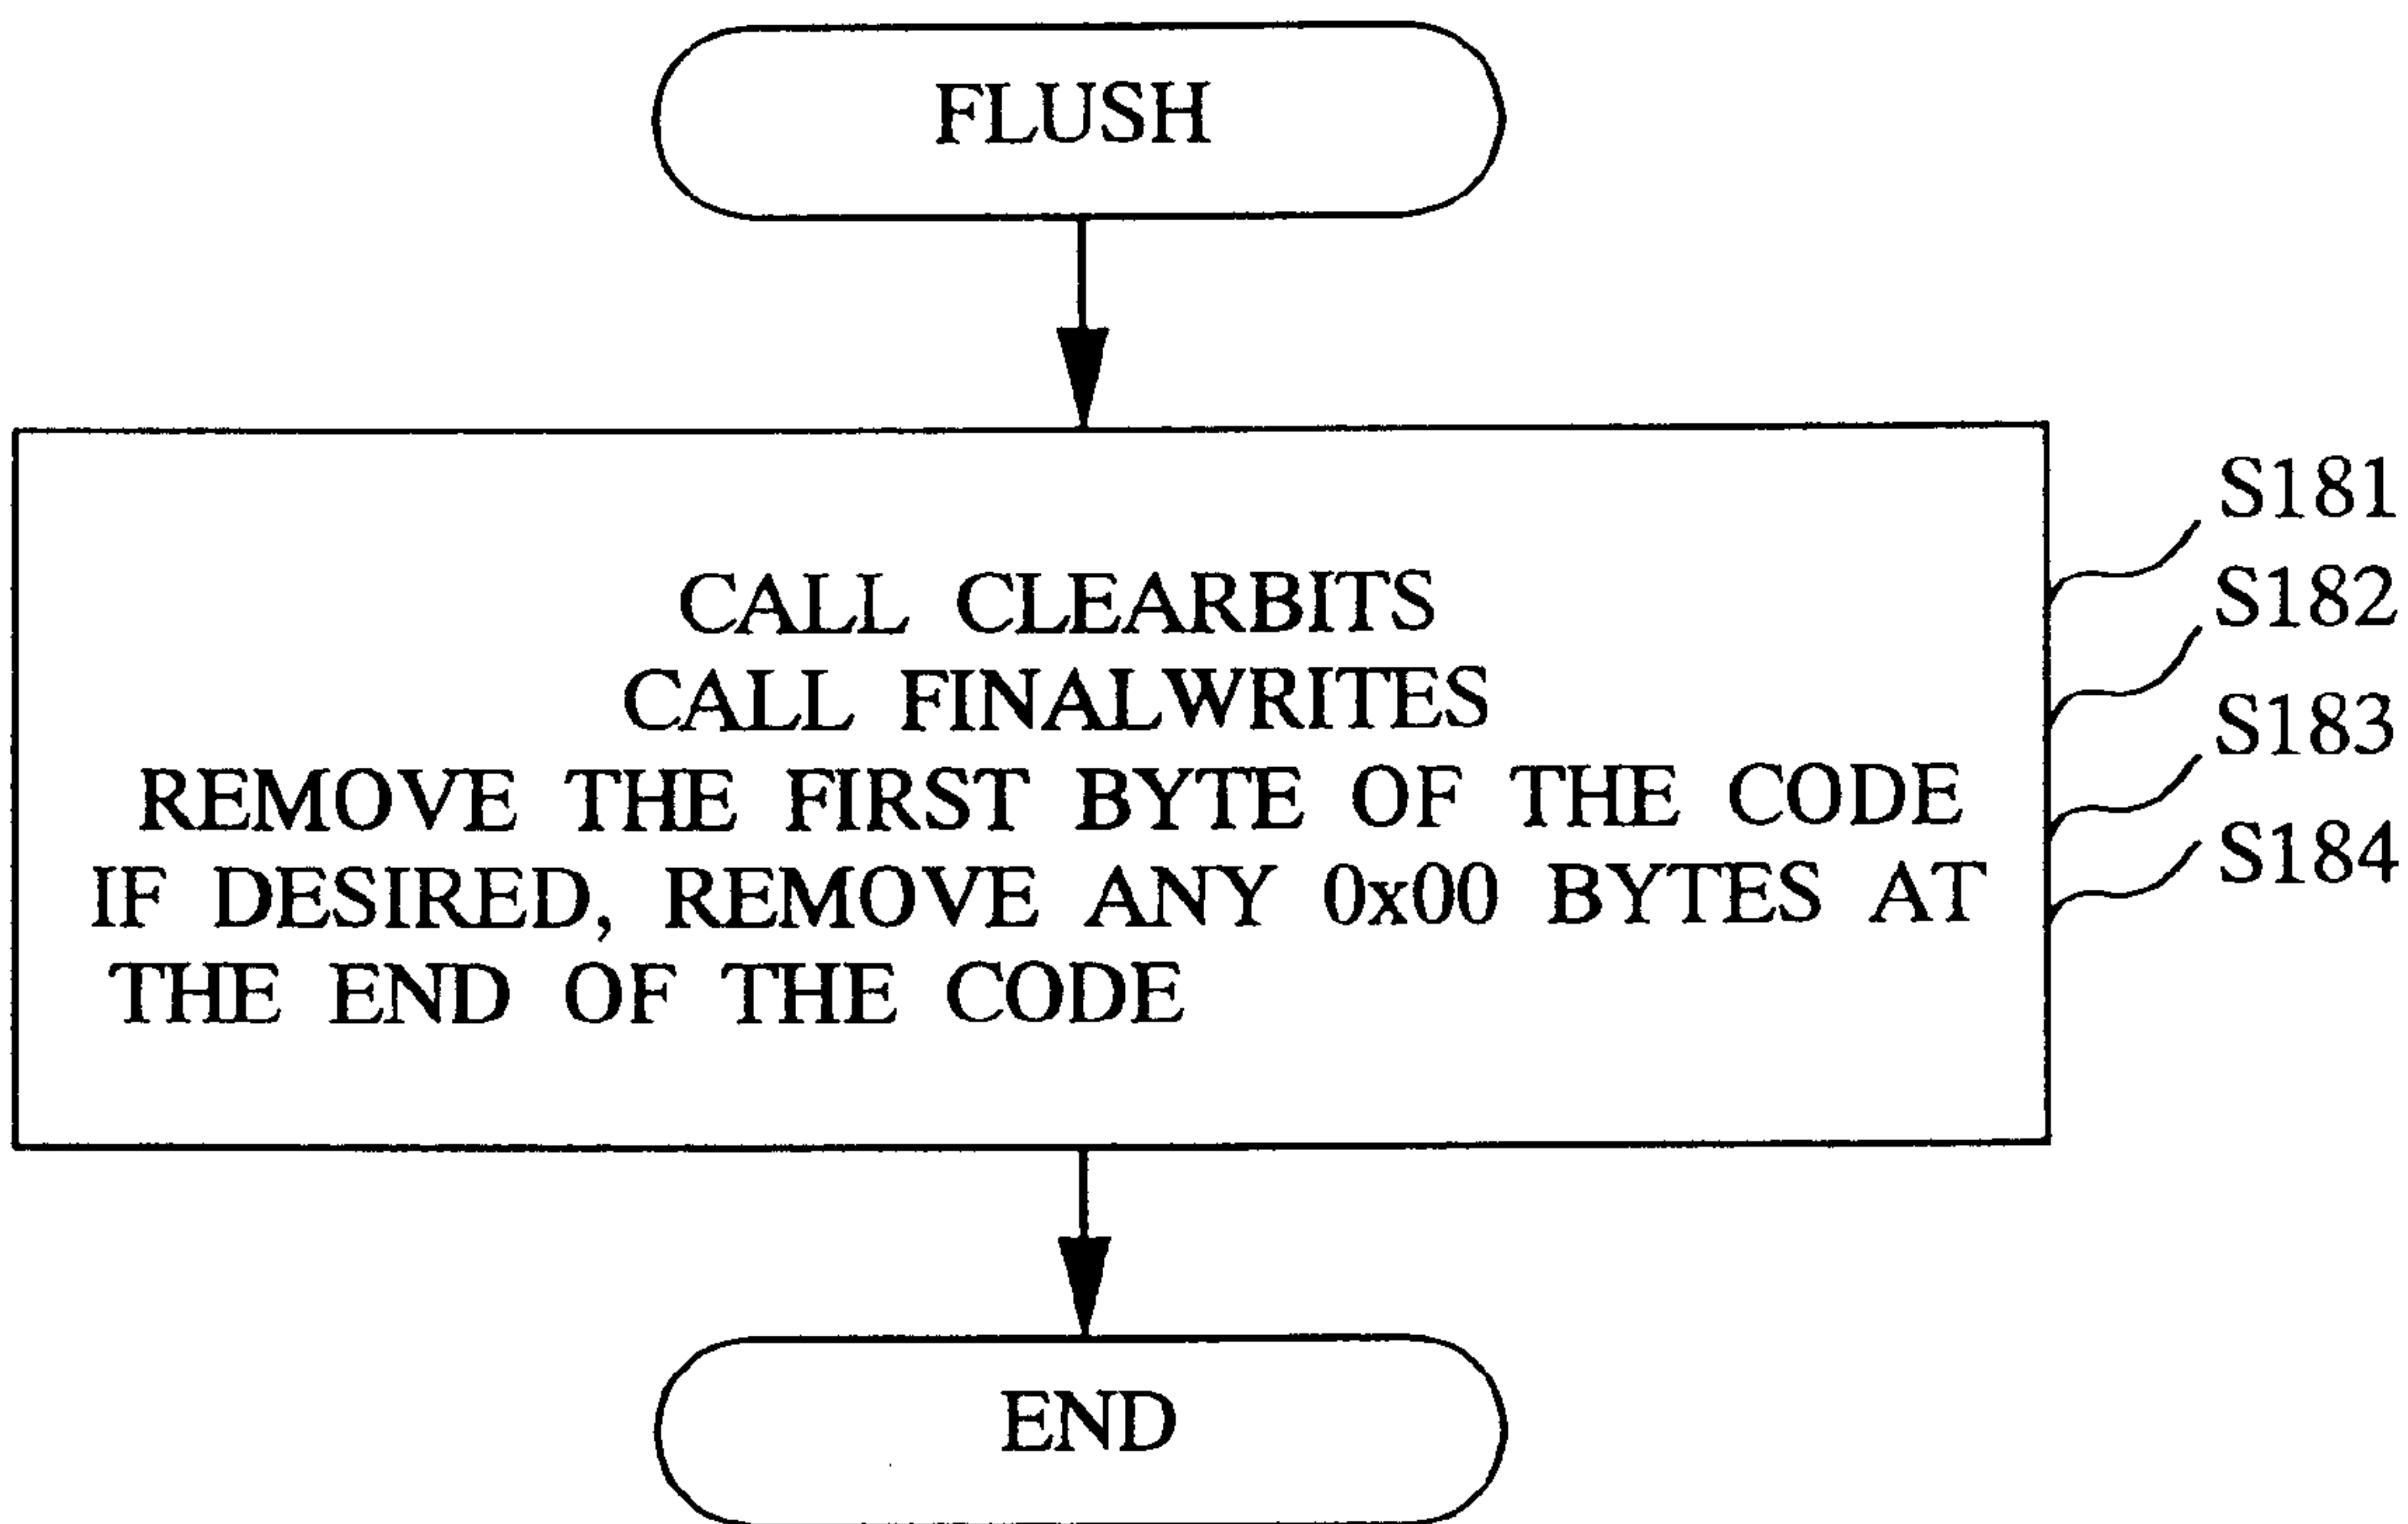 FLUSH
CALL CLEARBITS
CALL FINALWRITES
REMOVE THE FIRST BYTE OF THE CODE
IF DESIRED, REMOVE ANY 0x00 BYTES AT
THE END OF THE CODE
S181
S182
S183
S184
END